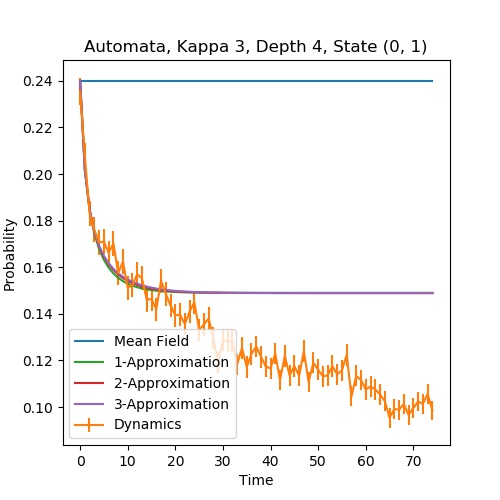 Automata, Kappa 3, Depth 4, State (0, 1)
0.24
0.22
0.20
0.18
0.16
0.14
0.12
0.10
Probability
Mean Field
1-Approximation
2-Approximation
3-Approximation
Dynamics
0 10 20 30 40 50 60 70
Time